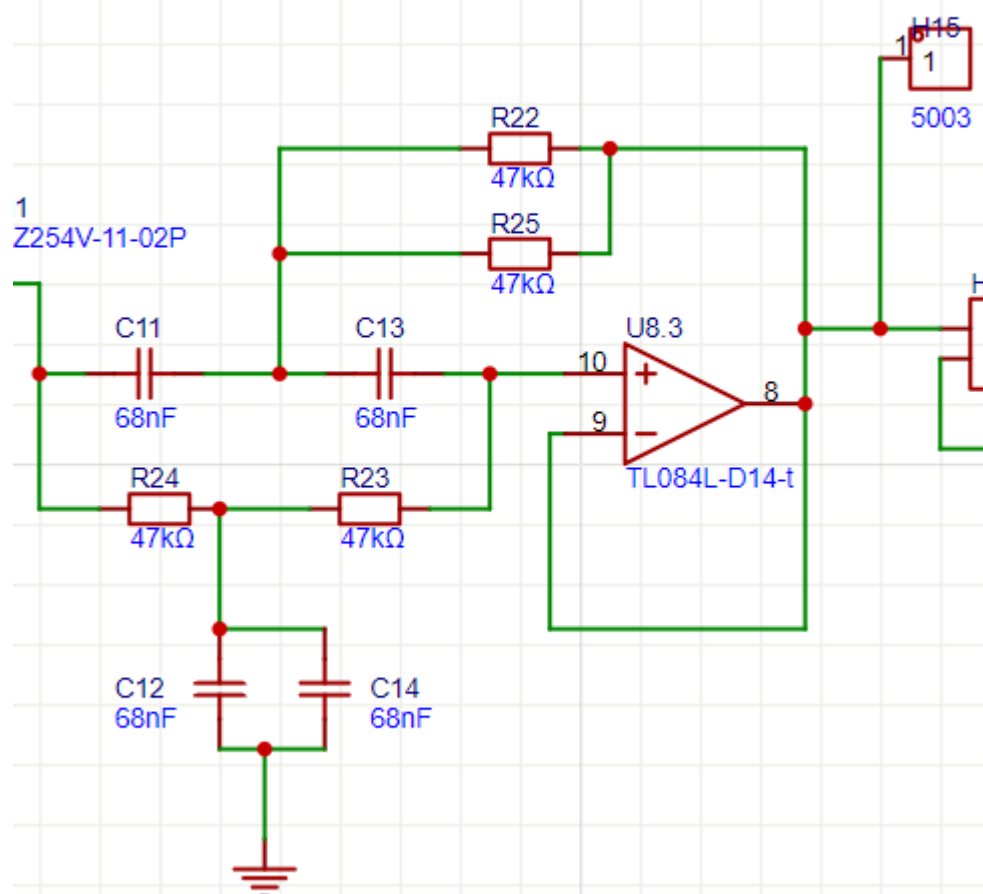 H15
1
1
5003
R22
47kΩ
R25
47kΩ
1
Z254V-11-02P
C11
68nF
C13
68nF
U8.3
10
+
9
−
8
TL084L-D14-t
H
R24
47kΩ
R23
47kΩ
C12
68nF
C14
68nF